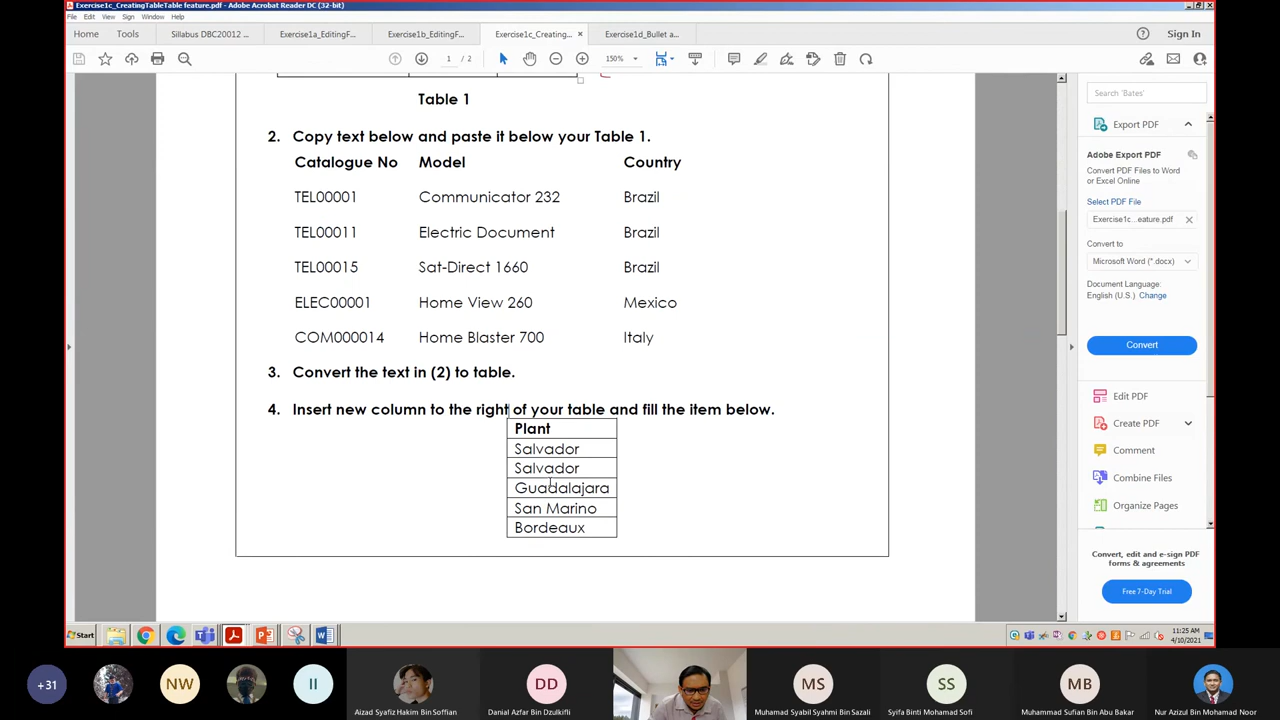 Exercise1c_CreatingTableTable feature.pdf - Adobe Acrobat Reader DC (32-bit)
File Edit View Sign Window Help
Home Tools Sillabus DBC20012 ... Exercise1a_EditingF... Exercise1b_EditingF... Exercise1c_Creating... × Exercise1d_Bullet a... Sign In
1 / 2 150%
Table 1
2. Copy text below and paste it below your Table 1.
Catalogue No Model Country
TEL00001 Communicator 232 Brazil
TEL00011 Electric Document Brazil
TEL00015 Sat-Direct 1660 Brazil
ELEC00001 Home View 260 Mexico
COM000014 Home Blaster 700 Italy
3. Convert the text in (2) to table.
4. Insert new column to the right of your table and fill the item below.
Plant
Salvador
Salvador
Guadalajara
San Marino
Bordeaux
Search 'Bates'
Export PDF
Adobe Export PDF
Convert PDF Files to Word
or Excel Online
Select PDF File
Exercise1c...eature.pdf
Convert to
Microsoft Word (*.docx)
Document Language:
English (U.S.) Change
Convert
Edit PDF
Create PDF
Comment
Combine Files
Organize Pages
Convert, edit and e-sign PDF
forms & agreements
Free 7-Day Trial
Start
11:25 AM
4/10/2021
+31 NW II DD MS SS MB
Aizad Syafiz Hakim Bin Soffian Danial Azfar Bin Dzulkifli Muhamad Syabil Syahmi Bin Sazali Syifa Binti Mohamad Sofi Muhammad Sufian Bin Abu Bakar Nur Azizul Bin Mohamad Noor